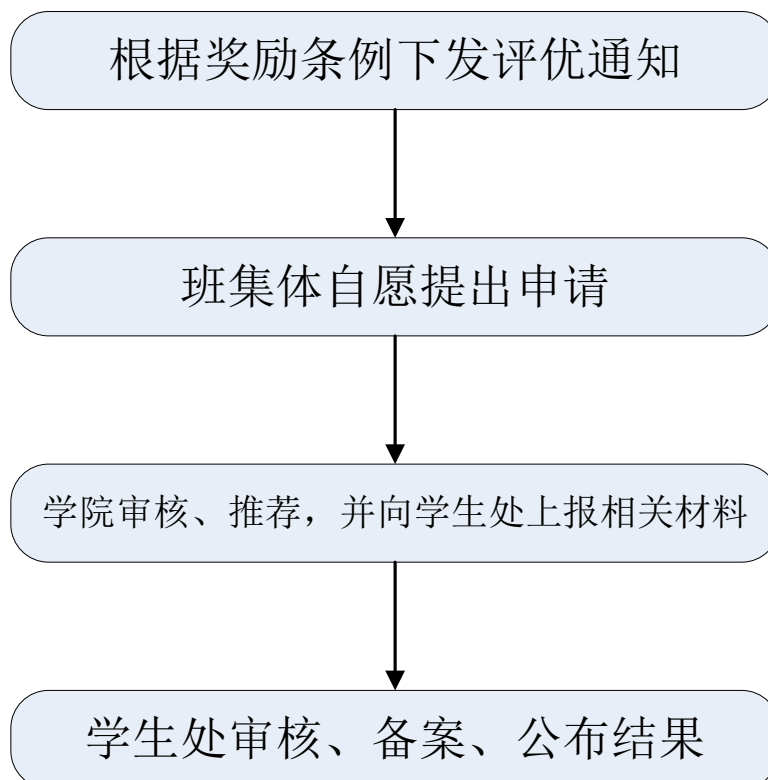 根据奖励条例下发评优通知
班集体自愿提出申请
学院审核、推荐，并向学生处上报相关材料
学生处审核、备案、公布结果